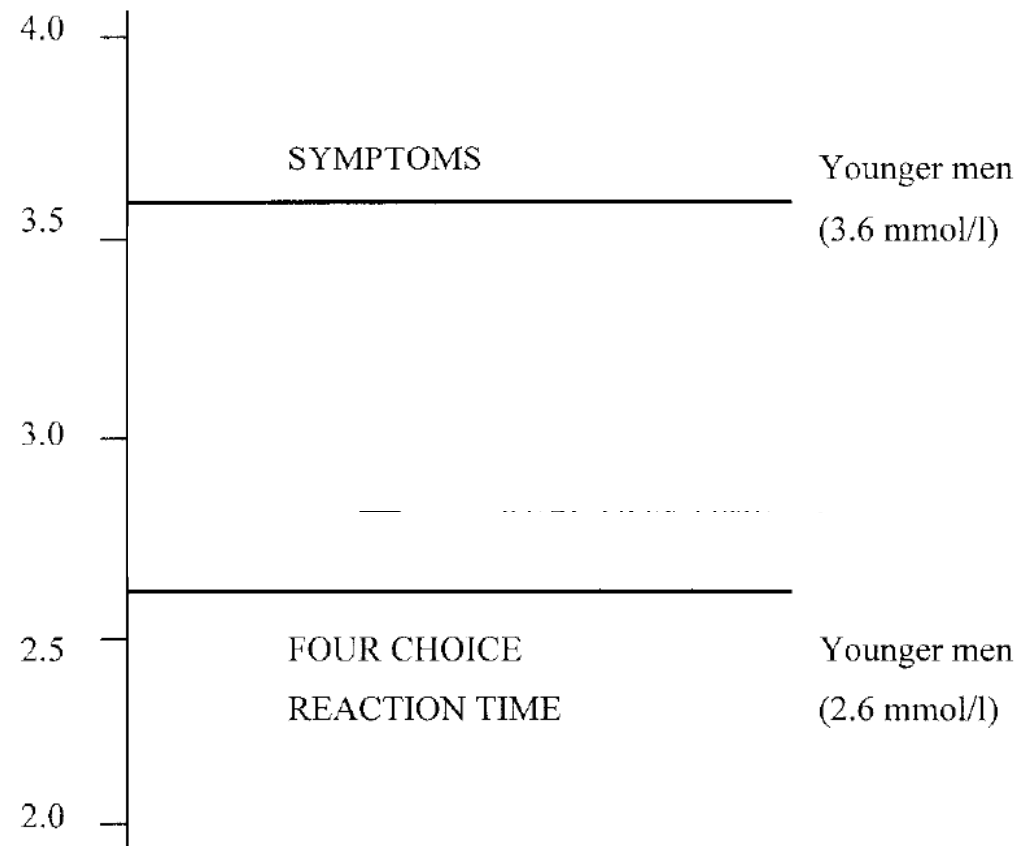 4.0
SYMPTOMS
Younger men
3.5
(3.6 mmol/l)
3.0
2.5
FOUR CHOICE
Younger men
REACTION TIME
(2.6 mmol/l)
2.0